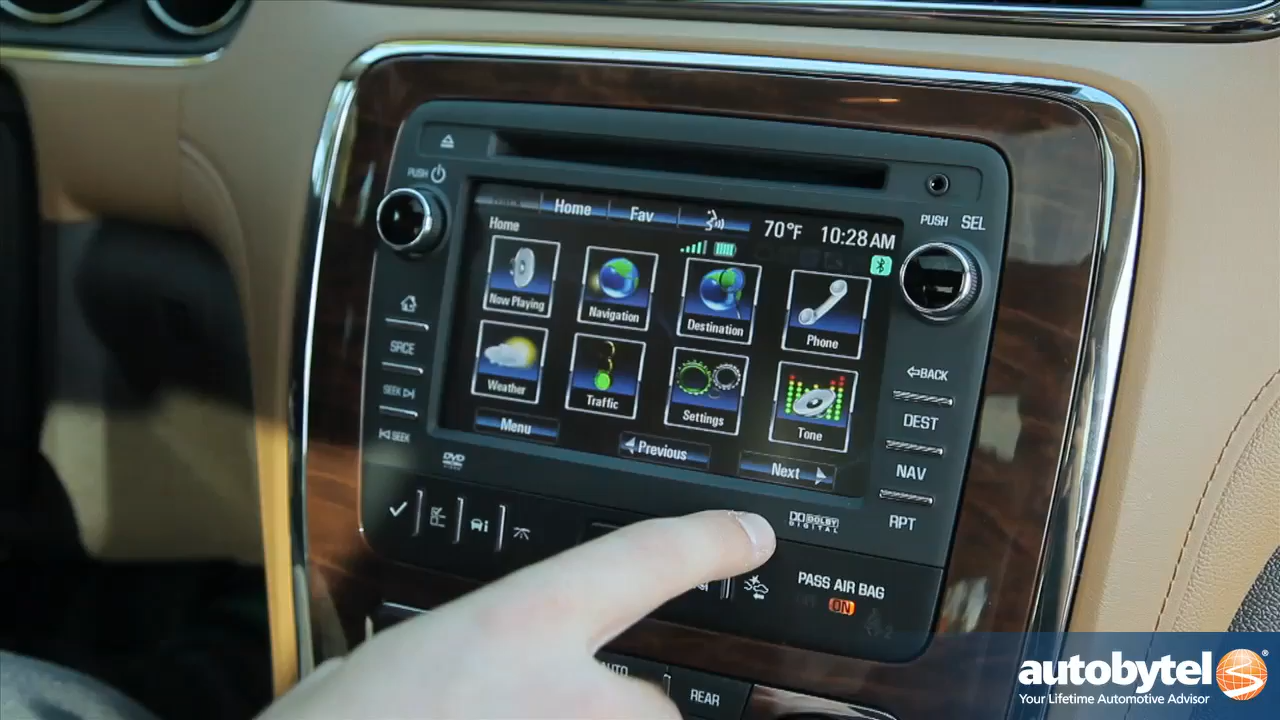 PUSH
PUSH SEL
Home Fav
70°F 10:28AM
Home
Now Playing Navigation Destination Phone
Weather Traffic Settings Tone
Menu Previous Next
SRCE
SEEK
SEEK
BACK
DEST
NAV
RPT
DVD
DOLBY
DIGITAL
PASS AIR BAG
ON
AUTO
REAR
autobytel®
Your Lifetime Automotive Advisor